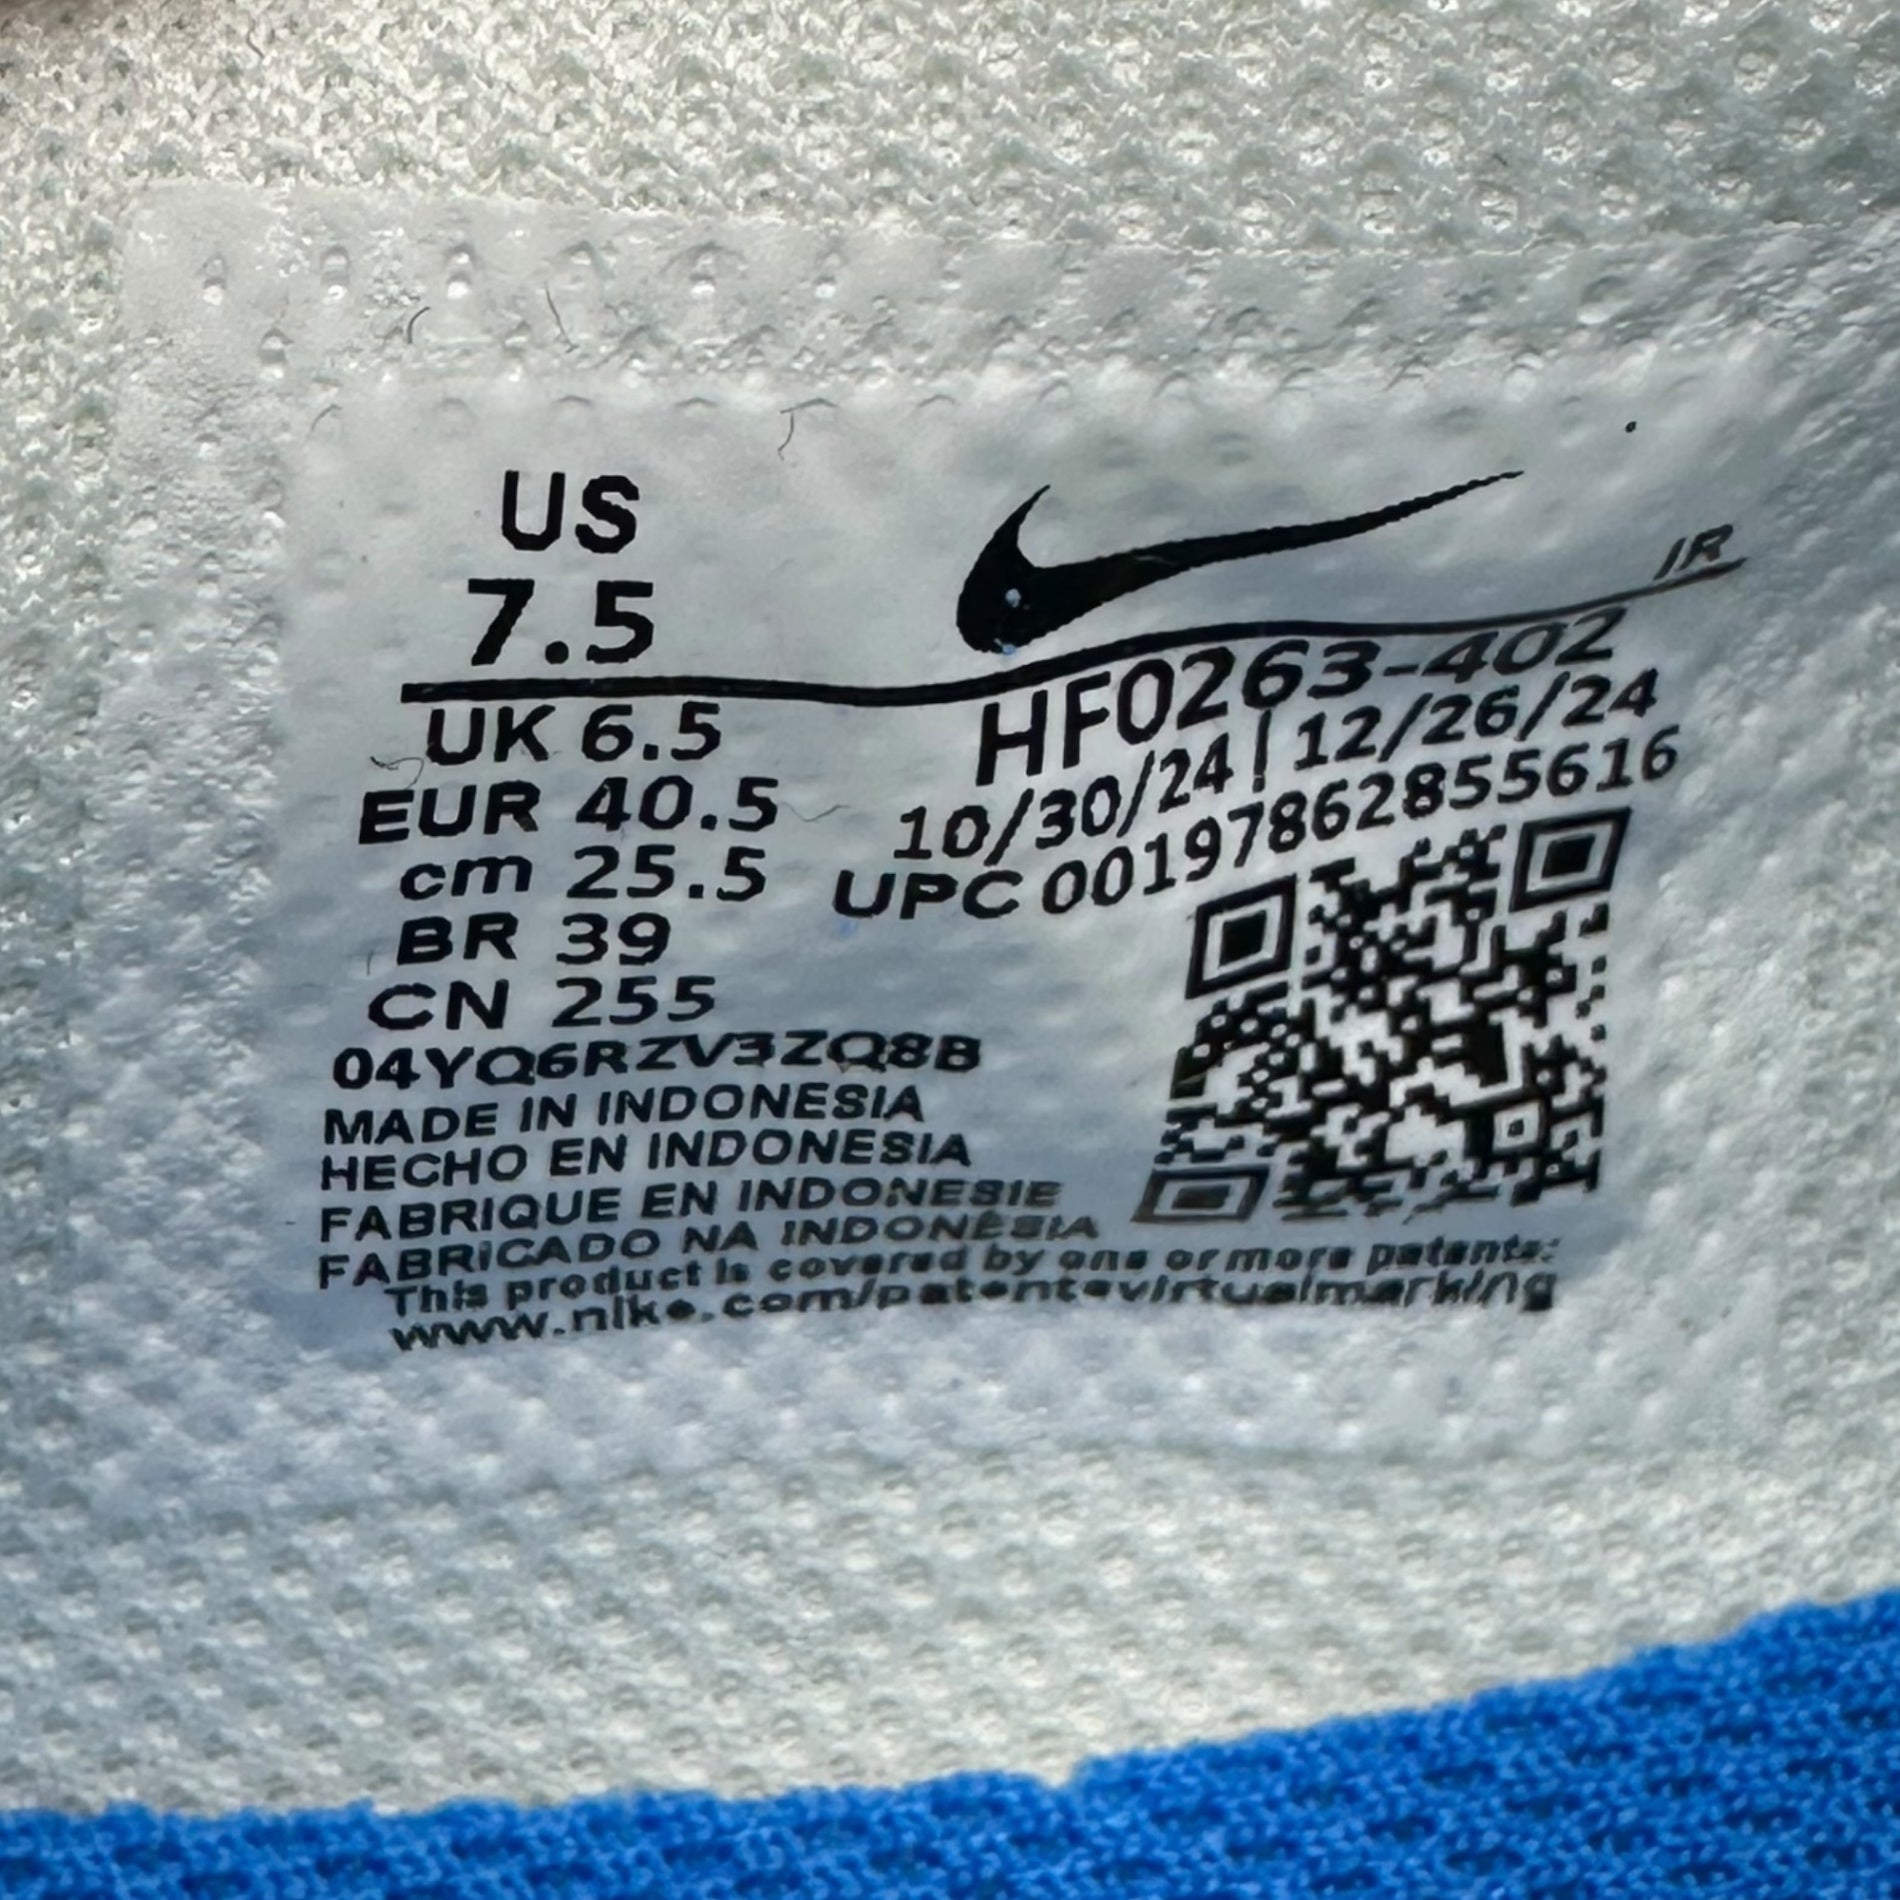 US
7.5
UK 6.5
EUR 40.5
cm 25.5
BR 39
CN 255
04YQ6RZV3ZQ8B
MADE IN INDONESIA
HECHO EN INDONESIA
FABRIQUE EN INDONESIE
FABRICADO NA INDONÉSIA
This product is covered by one or more patents:
www.nike.com/patentsvirtualmarking
IR
HF0263-402
10/30/24 | 12/26/24
UPC 00197862855616